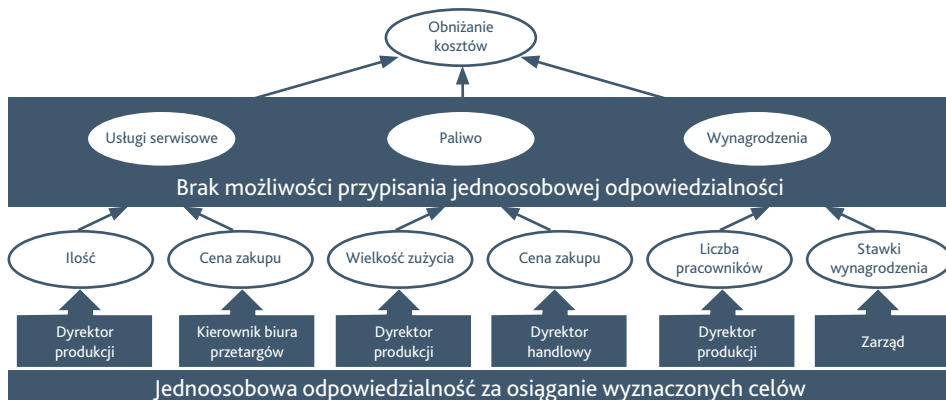 Obniżanie
kosztów
Usługi serwisowe
Paliwo
Wynagrodzenia
Brak możliwości przypisania jednoosobowej odpowiedzialności
Ilość
Cena zakupu
Wielkość zużycia
Cena zakupu
Liczba
pracowników
Stawki
wynagrodzenia
Dyrektor
produkcji
Kierownik biura
przetargów
Dyrektor
produkcji
Dyrektor
handlowy
Dyrektor
produkcji
Zarząd
Jednoosobowa odpowiedzialność za osiąganie wyznaczonych celów